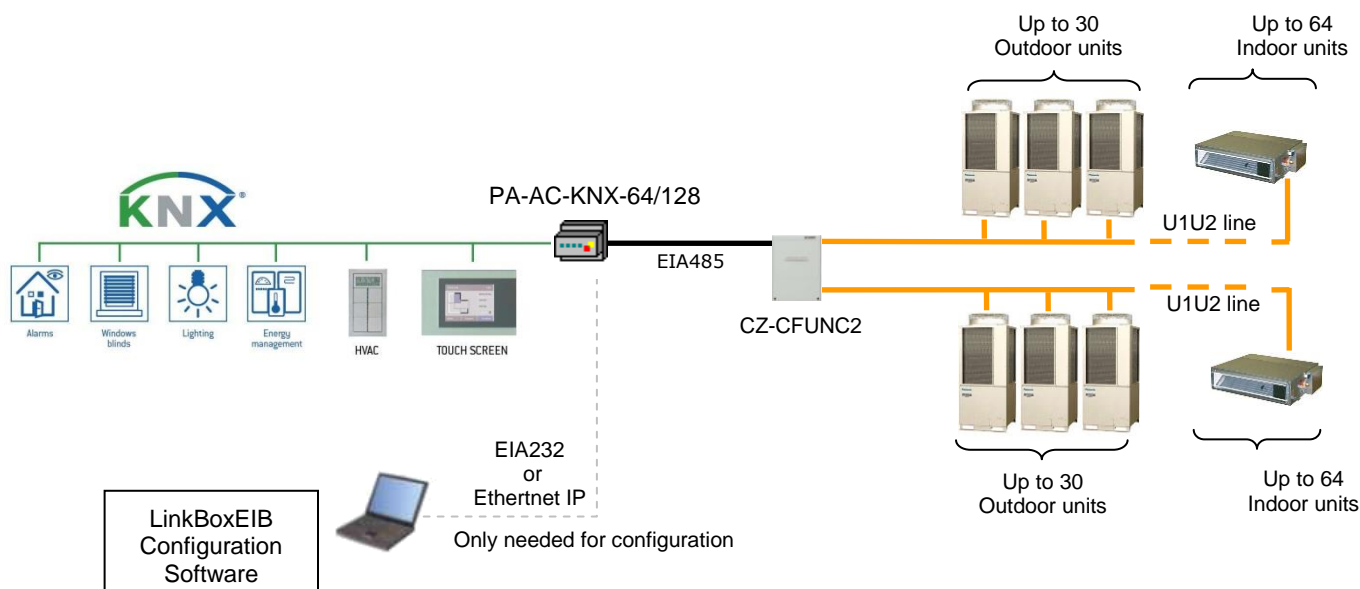 Up to 30
Outdoor units
Up to 64
Indoor units
KNX®
PA-AC-KNX-64/128
U1U2 line
EIA485
U1U2 line
CZ-CFUNC2
Alarms
Windows
blinds
Lighting
Energy
management
HVAC
TOUCH SCREEN
EIA232
or
Ethertnet IP
Up to 30
Outdoor units
Up to 64
Indoor units
LinkBoxEIB
Configuration
Software
Only needed for configuration